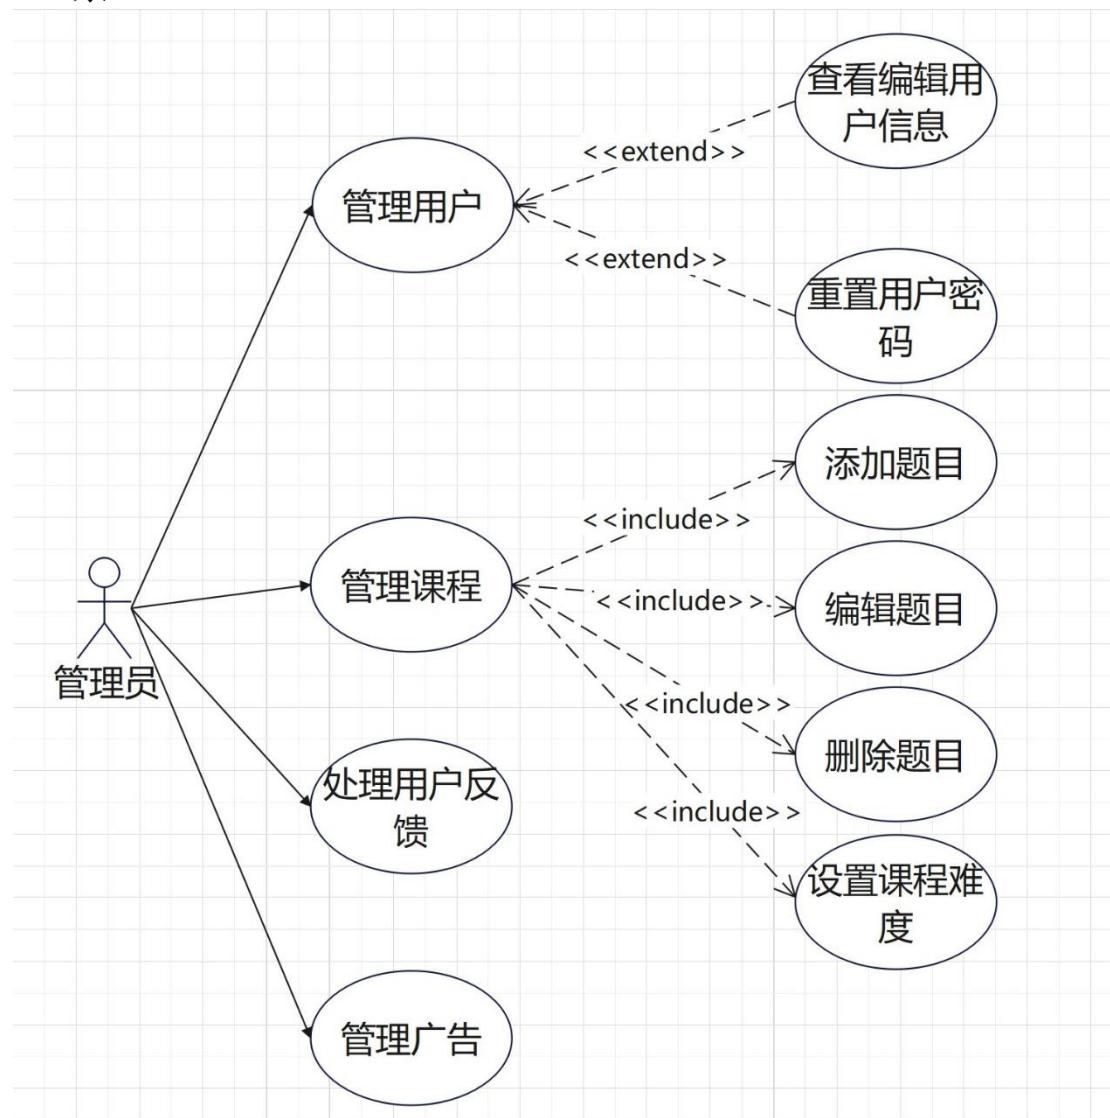 查看编辑用
户信息
<<extend>>
管理用户
<<extend>>
重置用户密
码
添加题目
<<include>>
管理课程
<<include>>
编辑题目
管理员
<<include>>
删除题目
处理用户反
馈
<<include>>
设置课程难
度
管理广告